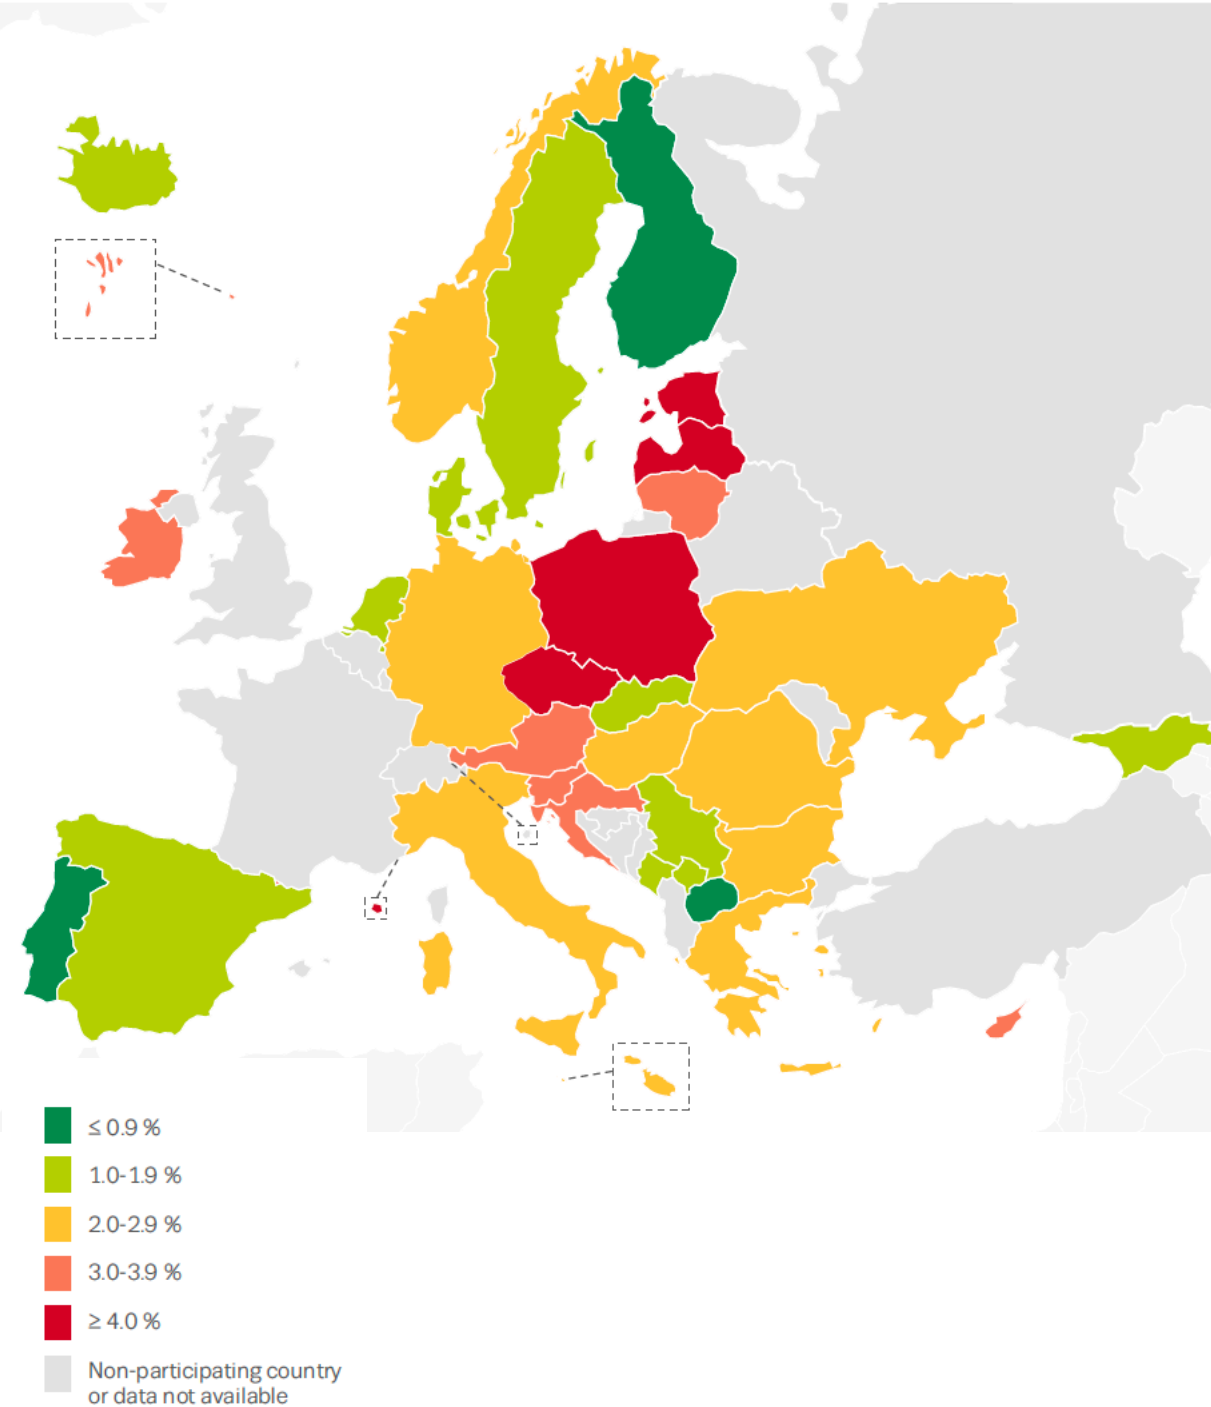 ≤ 0.9 %
1.0-1.9 %
2.0-2.9 %
3.0-3.9 %
≥ 4.0 %
Non-participating country
or data not available